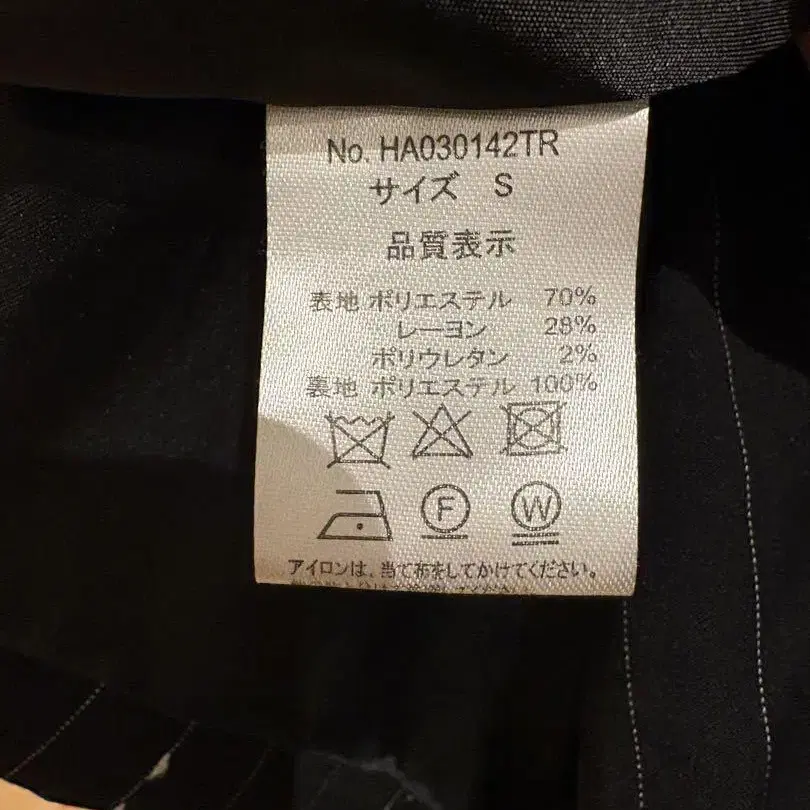 No. HA030142TR
サイズ S
品質表示
表地 ポリエステル 70%
レーヨン 28%
ポリウレタン 2%
裏地 ポリエステル 100%
F W
アイロンは、当て布をしてかけてください。